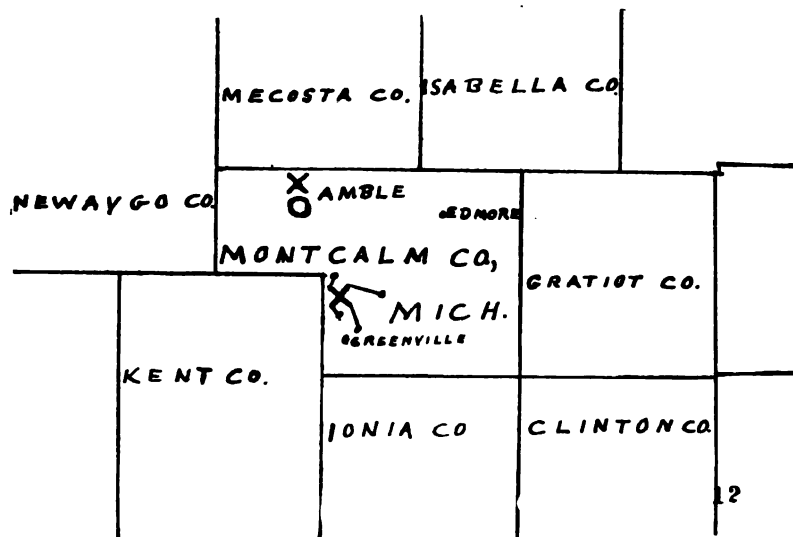 MECOSTA CO.
ISABELLA CO.
NEWAYGO CO.
AMBLE
EDMORE
MONTCALM CO,
MICH.
GRATIOT CO.
GREENVILLE
KENT CO.
IONIA CO
CLINTON CO.
12